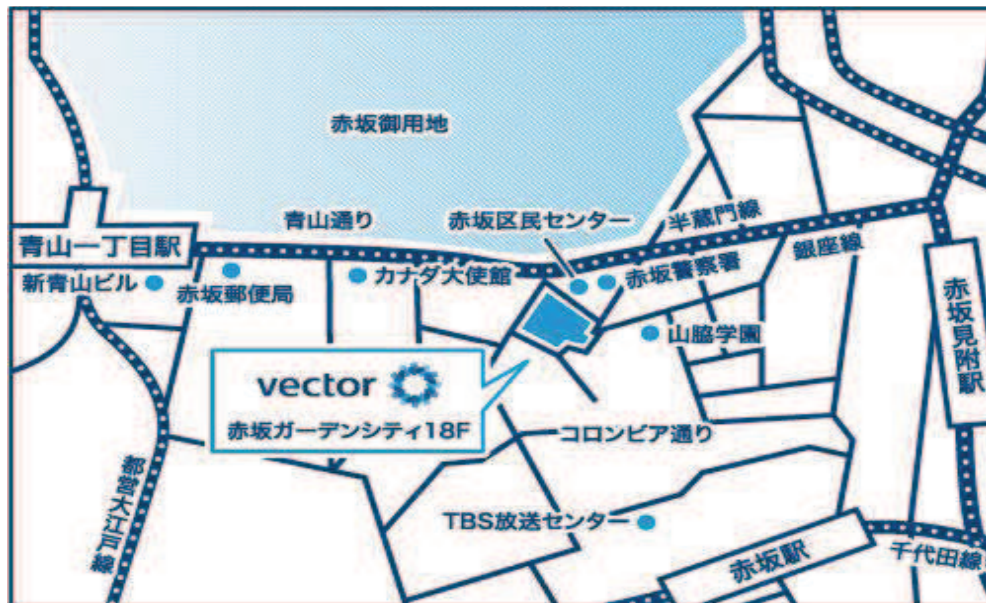 赤坂御用地
青山通り
赤坂区民センター
半蔵門線
青山一丁目駅
カナダ大使館
赤坂警察署
銀座線
新青山ビル
赤坂郵便局
赤坂見附駅
山脇学園
vector
赤坂ガーデンシティ18F
コロンビア通り
都営大江戸線
TBS放送センター
赤坂駅
千代田線